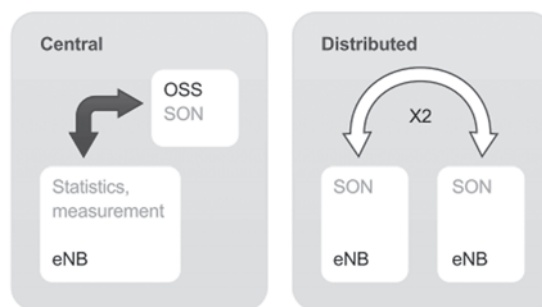 Central
OSS
SON
Statistics,
measurement
eNB
Distributed
X2
SON
eNB
SON
eNB